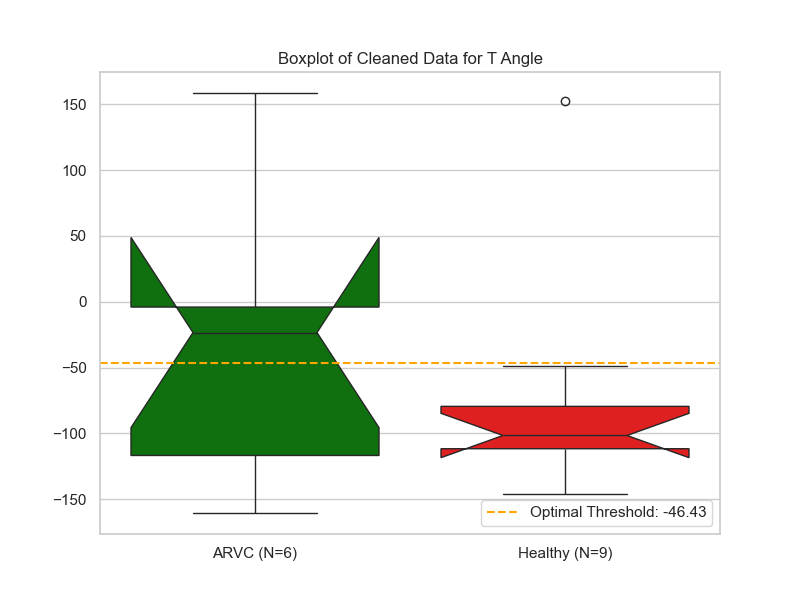 Boxplot of Cleaned Data for T Angle
150
100
50
0
−50
−100
−150
Optimal Threshold: -46.43
ARVC (N=6)
Healthy (N=9)